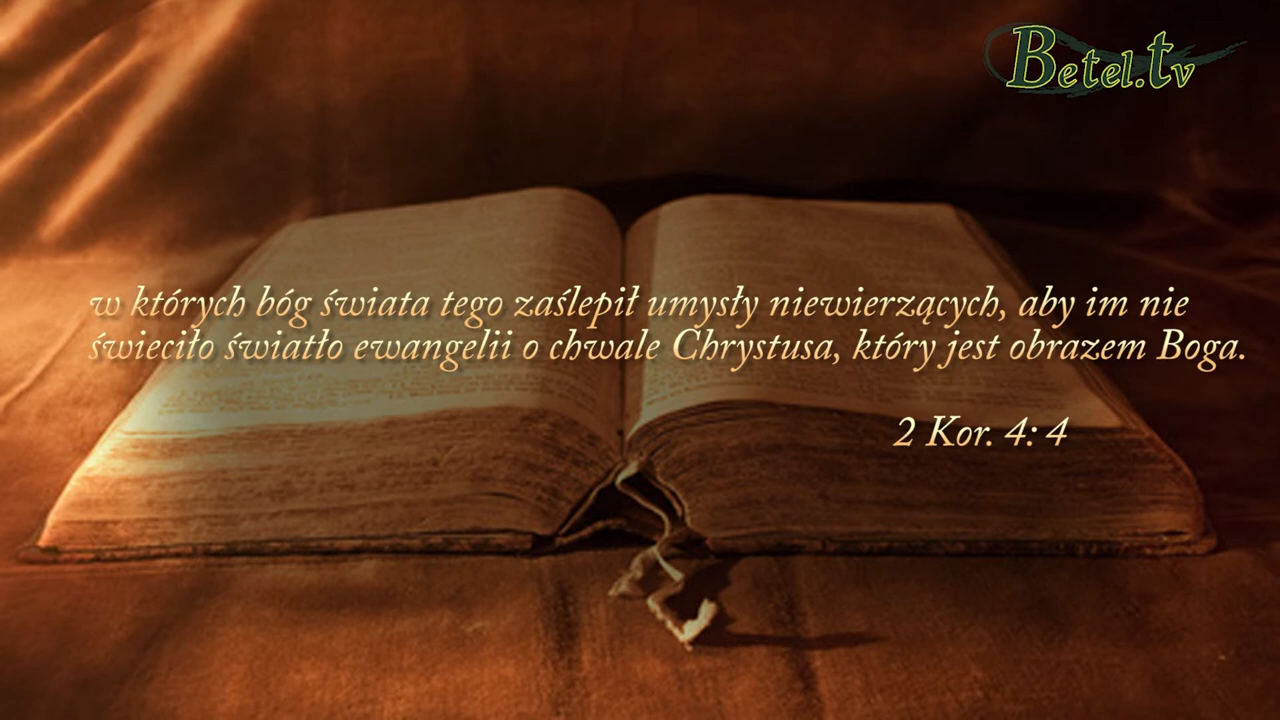 Betel.tv
w których bóg świata tego zaślepił umysły niewierzących, aby im nie
świeciło światło ewangelii o chwale Chrystusa, który jest obrazem Boga.
2 Kor. 4: 4